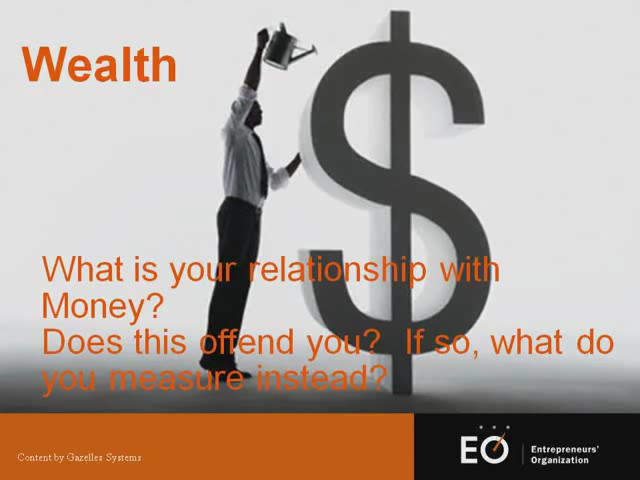 Wealth
What is your relationship with
Money?
Does this offend you?  If so, what do
you measure instead?
Content by Gazelles Systems
EO
Entrepreneurs'
Organization